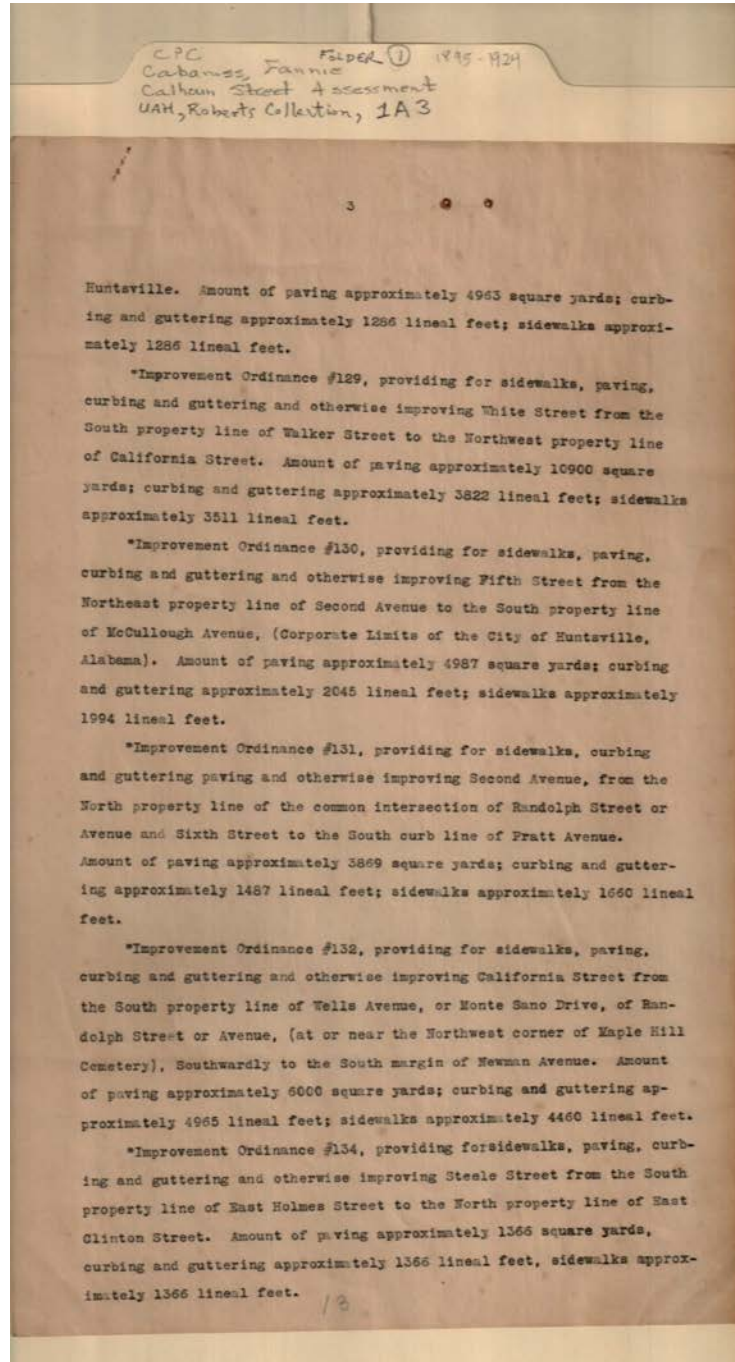 CPC FOLDER 1 1895-1924
Cabaniss, Fannie
Calhoun Street Assessment
UAH, Roberts Collection, 1A3
3
Huntsville. Amount of paving approximately 4963 square yards; curb-
ing and guttering approximately 1286 lineal feet; sidewalks approxi-
mately 1286 lineal feet.
"Improvement Ordinance #129, providing for sidewalks, paving,
curbing and guttering and otherwise improving White Street from the
South property line of Walker Street to the Northwest property line
of California Street. Amount of paving approximately 10900 square
yards; curbing and guttering approximately 3822 lineal feet; sidewalks
approximately 3511 lineal feet.
"Improvement Ordinance #130, providing for sidewalks, paving,
curbing and guttering and otherwise improving Fifth Street from the
Northeast property line of Second Avenue to the South property line
of McCullough Avenue, (Corporate Limits of the City of Huntsville,
Alabama). Amount of paving approximately 4987 square yards; curbing
and guttering approximately 2045 lineal feet; sidewalks approximately
1994 lineal feet.
"Improvement Ordinance #131, providing for sidewalks, curbing
and guttering paving and otherwise improving Second Avenue, from the
North property line of the common intersection of Randolph Street or
Avenue and Sixth Street to the South curb line of Pratt Avenue.
Amount of paving approximately 3869 square yards; curbing and gutter-
ing approximately 1487 lineal feet; sidewalks approximately 1660 lineal
feet.
"Improvement Ordinance #132, providing for sidewalks, paving,
curbing and guttering and otherwise improving California Street from
the South property line of Wells Avenue, or Monte Sano Drive, of Ran-
dolph Street or Avenue, (at or near the Northwest corner of Maple Hill
Cemetery), Southwardly to the South margin of Newman Avenue. Amount
of paving approximately 6000 square yards; curbing and guttering ap-
proximately 4965 lineal feet; sidewalks approximately 4460 lineal feet.
"Improvement Ordinance #134, providing forsidewalks, paving, curb-
ing and guttering and otherwise improving Steele Street from the South
property line of East Holmes Street to the North property line of East
Clinton Street. Amount of paving approximately 1366 square yards,
curbing and guttering approximately 1366 lineal feet, sidewalks approx-
imately 1366 lineal feet.
13